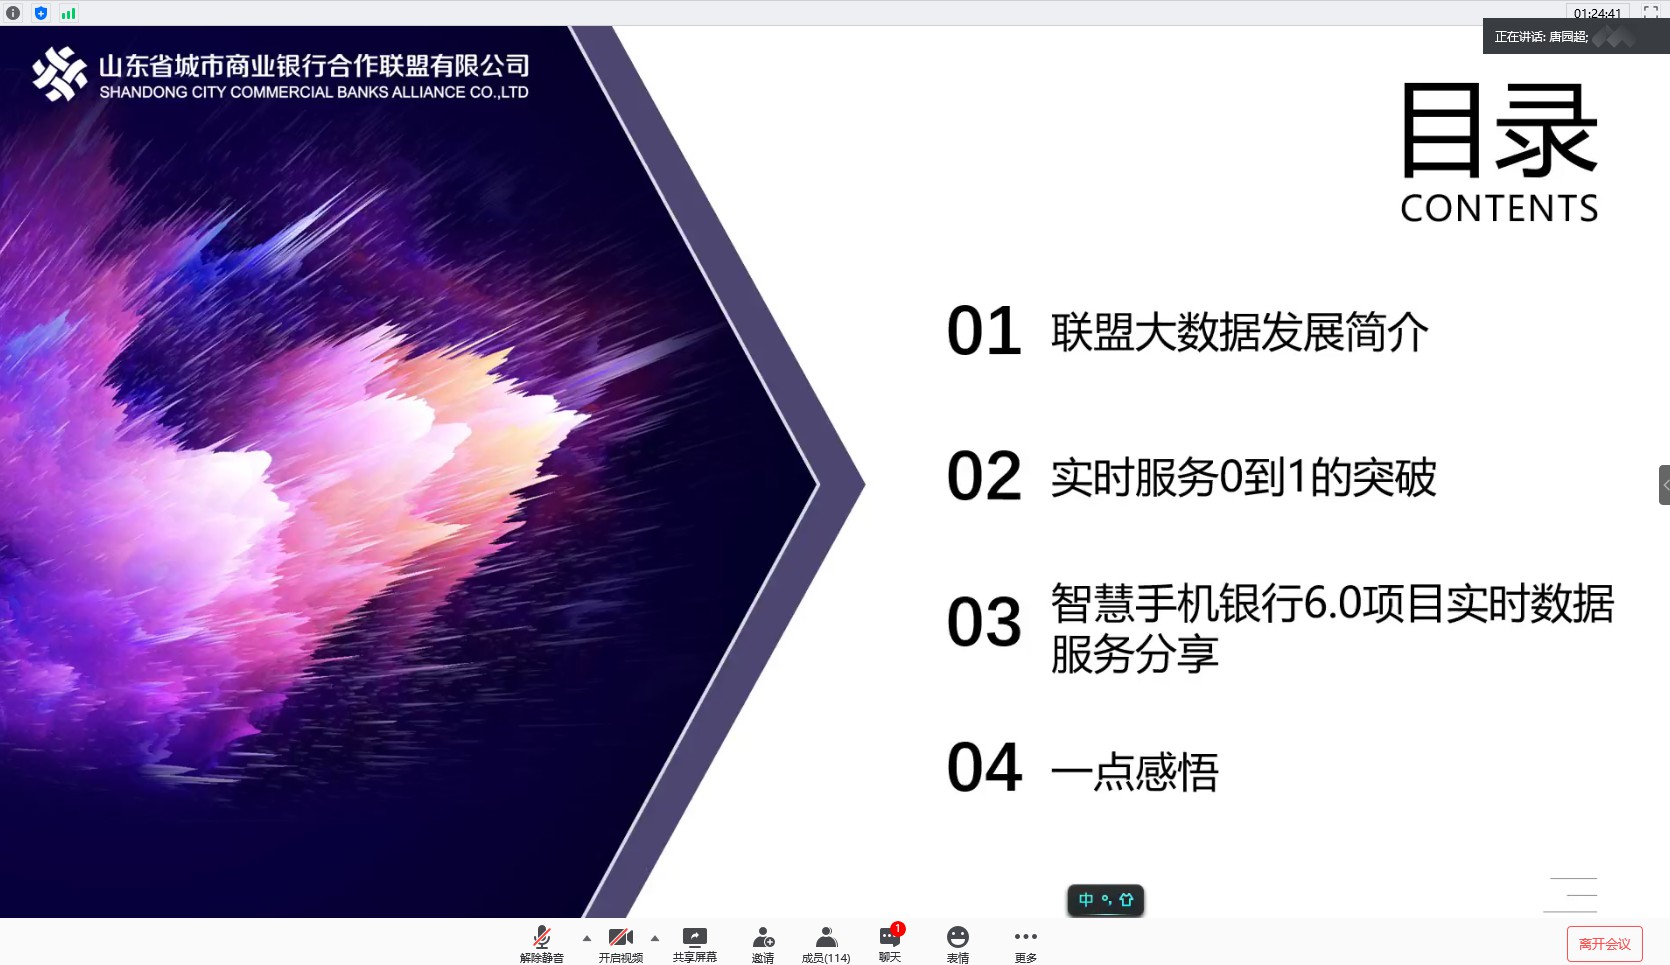 01:24:41
正在讲话: 唐园超;
山东省城市商业银行合作联盟有限公司
SHANDONG CITY COMMERCIAL BANKS ALLIANCE CO.,LTD
目录
CONTENTS
01 联盟大数据发展简介
02 实时服务0到1的突破
03 智慧手机银行6.0项目实时数据
服务分享
04 一点感悟
中 °,
解除静音 开启视频 共享屏幕 邀请 成员(114) 聊天 1 表情 更多 离开会议